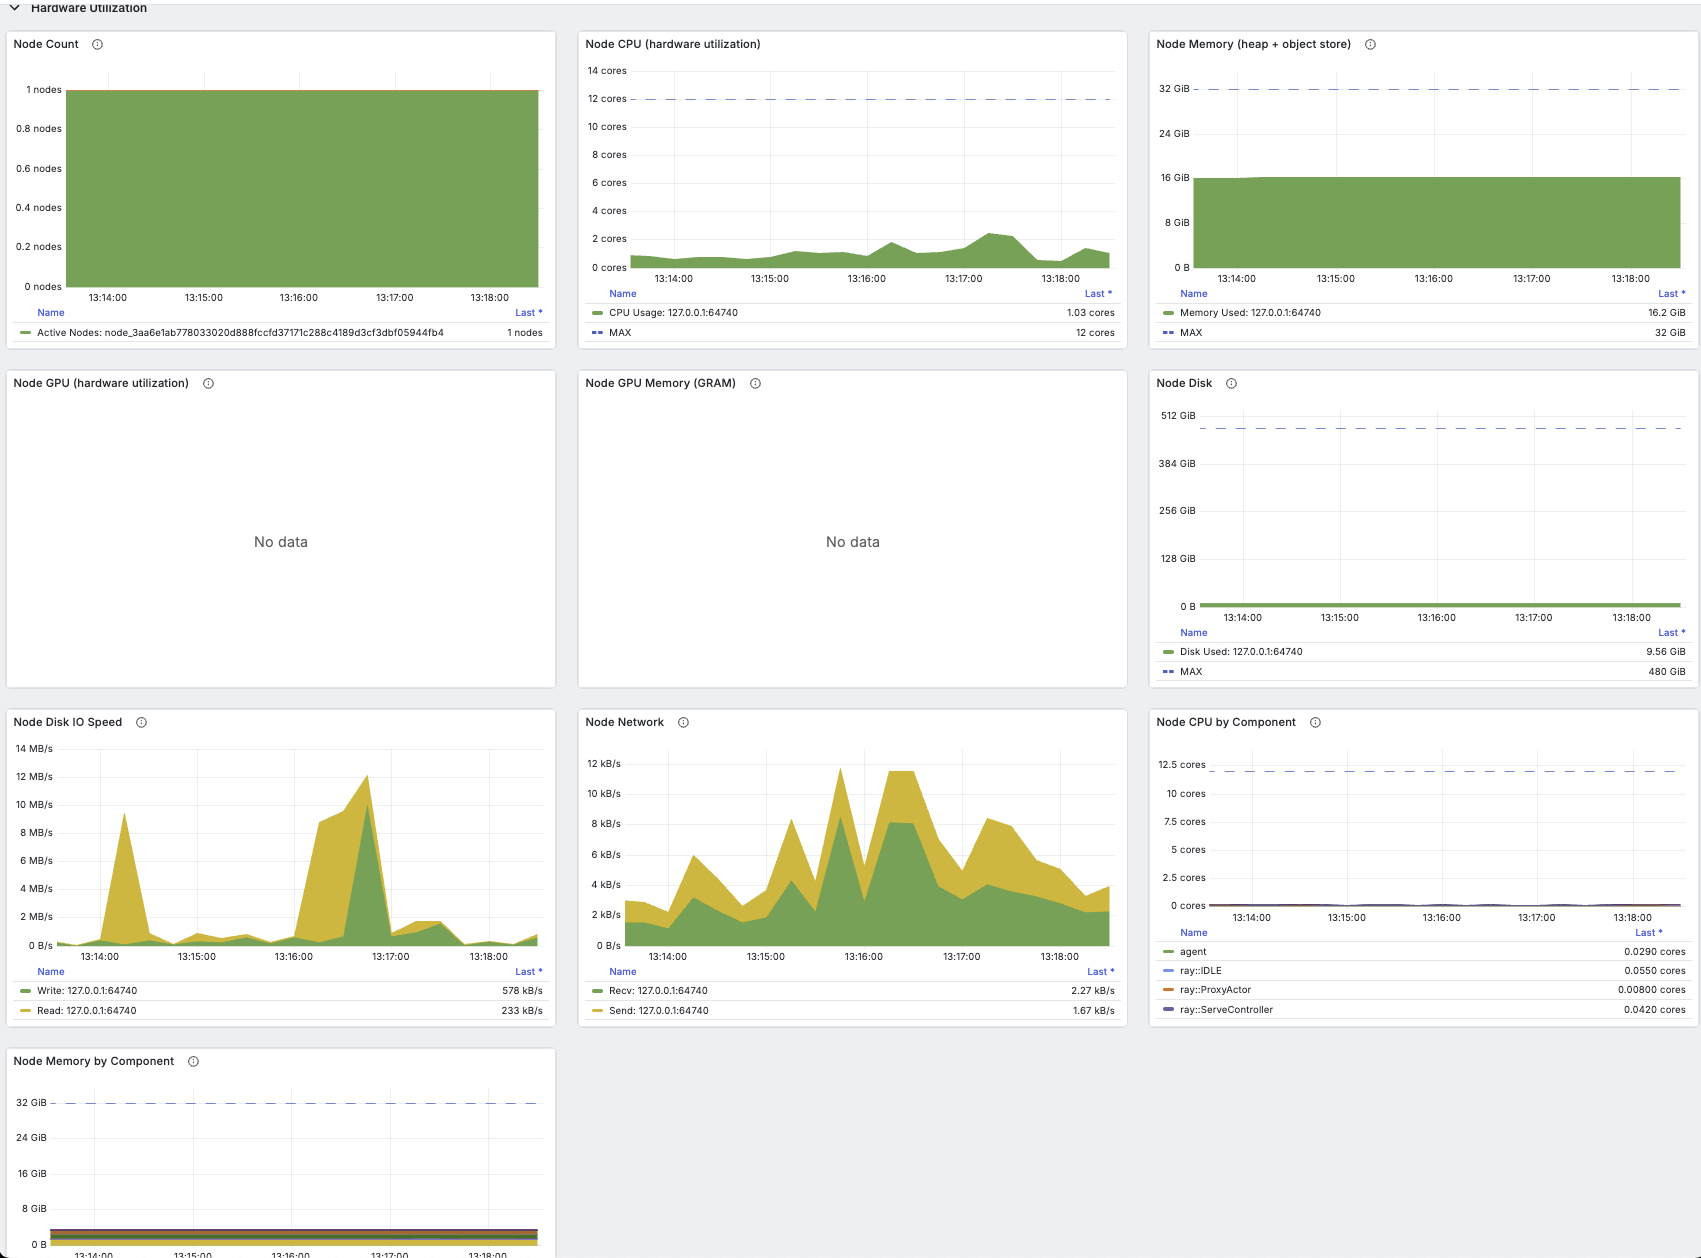 Hardware Utilization
Node Count
1 nodes
0.8 nodes
0.6 nodes
0.4 nodes
0.2 nodes
0 nodes
13:14:00 13:15:00 13:16:00 13:17:00 13:18:00
Name Last *
Active Nodes: node_3aa6e1ab778033020d888fccfd37171c288c4189d3cf3dbf05944fb4 1 nodes
Node CPU (hardware utilization)
14 cores
12 cores
10 cores
8 cores
6 cores
4 cores
2 cores
0 cores
13:14:00 13:15:00 13:16:00 13:17:00 13:18:00
Name Last *
CPU Usage: 127.0.0.1:64740 1.03 cores
MAX 12 cores
Node Memory (heap + object store)
32 GiB
24 GiB
16 GiB
8 GiB
0 B
13:14:00 13:15:00 13:16:00 13:17:00 13:18:00
Name Last *
Memory Used: 127.0.0.1:64740 16.2 GiB
MAX 32 GiB
Node GPU (hardware utilization)
No data
Node GPU Memory (GRAM)
No data
Node Disk
512 GiB
384 GiB
256 GiB
128 GiB
0 B
13:14:00 13:15:00 13:16:00 13:17:00 13:18:00
Name Last *
Disk Used: 127.0.0.1:64740 9.56 GiB
MAX 480 GiB
Node Disk IO Speed
14 MB/s
12 MB/s
10 MB/s
8 MB/s
6 MB/s
4 MB/s
2 MB/s
0 B/s
13:14:00 13:15:00 13:16:00 13:17:00 13:18:00
Name Last *
Write: 127.0.0.1:64740 578 kB/s
Read: 127.0.0.1:64740 233 kB/s
Node Network
12 kB/s
10 kB/s
8 kB/s
6 kB/s
4 kB/s
2 kB/s
0 B/s
13:14:00 13:15:00 13:16:00 13:17:00 13:18:00
Name Last *
Recv: 127.0.0.1:64740 2.27 kB/s
Send: 127.0.0.1:64740 1.67 kB/s
Node CPU by Component
12.5 cores
10 cores
7.5 cores
5 cores
2.5 cores
0 cores
13:14:00 13:15:00 13:16:00 13:17:00 13:18:00
Name Last *
agent 0.0290 cores
ray::IDLE 0.0550 cores
ray::ProxyActor 0.00800 cores
ray::ServeController 0.0420 cores
Node Memory by Component
32 GiB
24 GiB
16 GiB
8 GiB
0 B
13:14:00 13:15:00 13:16:00 13:17:00 13:18:00